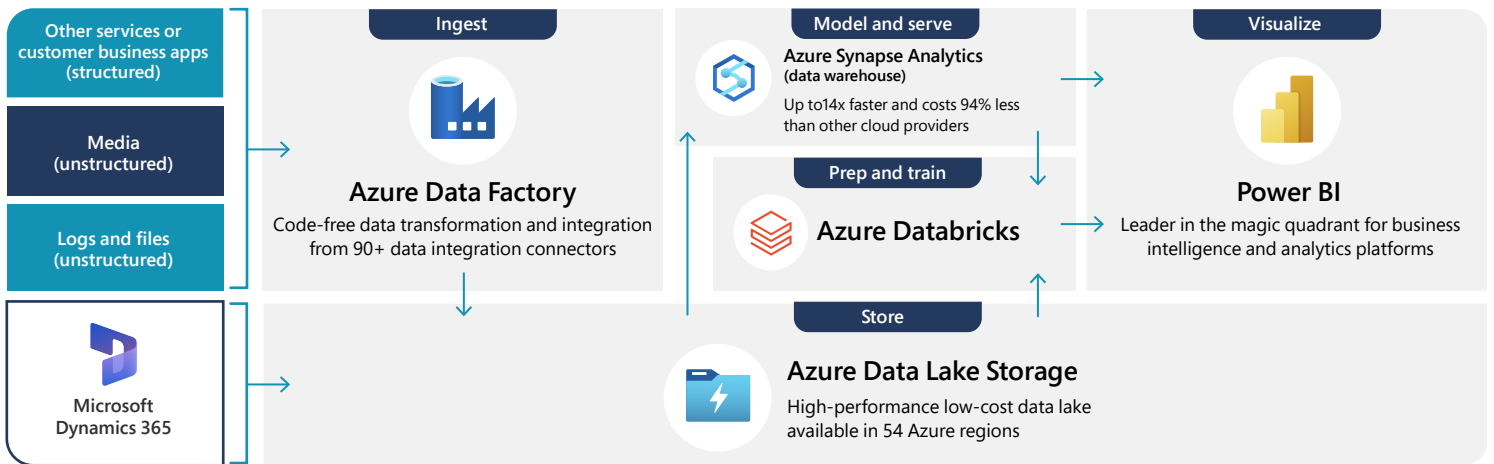 Other services or
customer business apps
(structured)
Media
(unstructured)
Logs and files
(unstructured)
Microsoft
Dynamics 365
Ingest
Azure Data Factory
Code-free data transformation and integration
from 90+ data integration connectors
Model and serve
Azure Synapse Analytics
(data warehouse)
Up to14x faster and costs 94% less
than other cloud providers
Prep and train
Azure Databricks
Visualize
Power BI
Leader in the magic quadrant for business
intelligence and analytics platforms
Store
Azure Data Lake Storage
High-performance low-cost data lake
available in 54 Azure regions